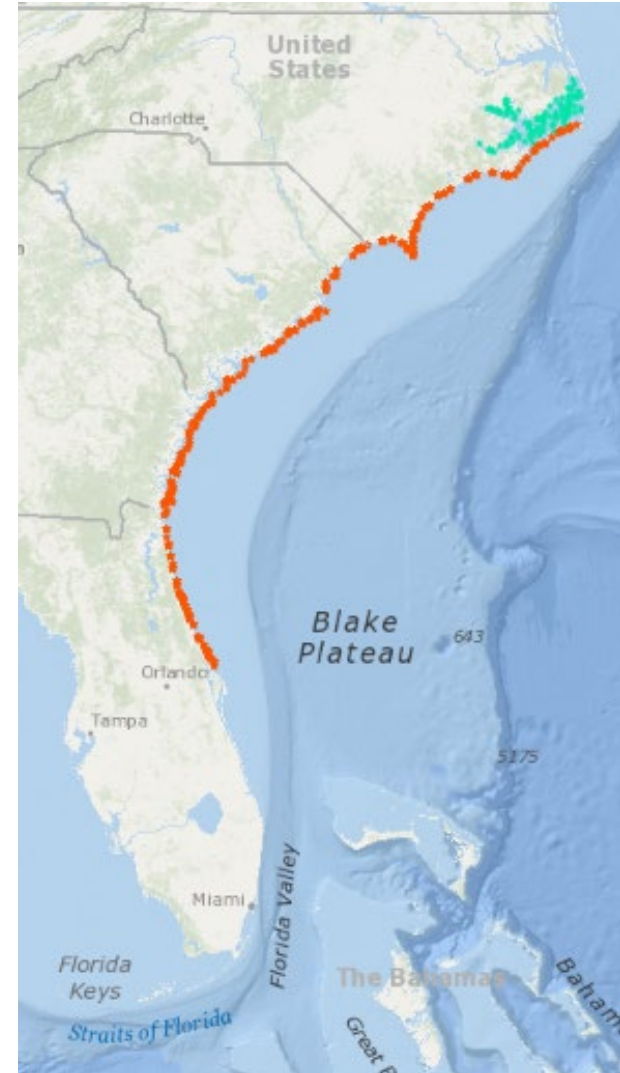 United
States
Charlotte
Blake
Plateau
643
Orlando
Tampa
5175
Miami
Florida Valley
Florida
Keys
The Bahamas
Straits of Florida